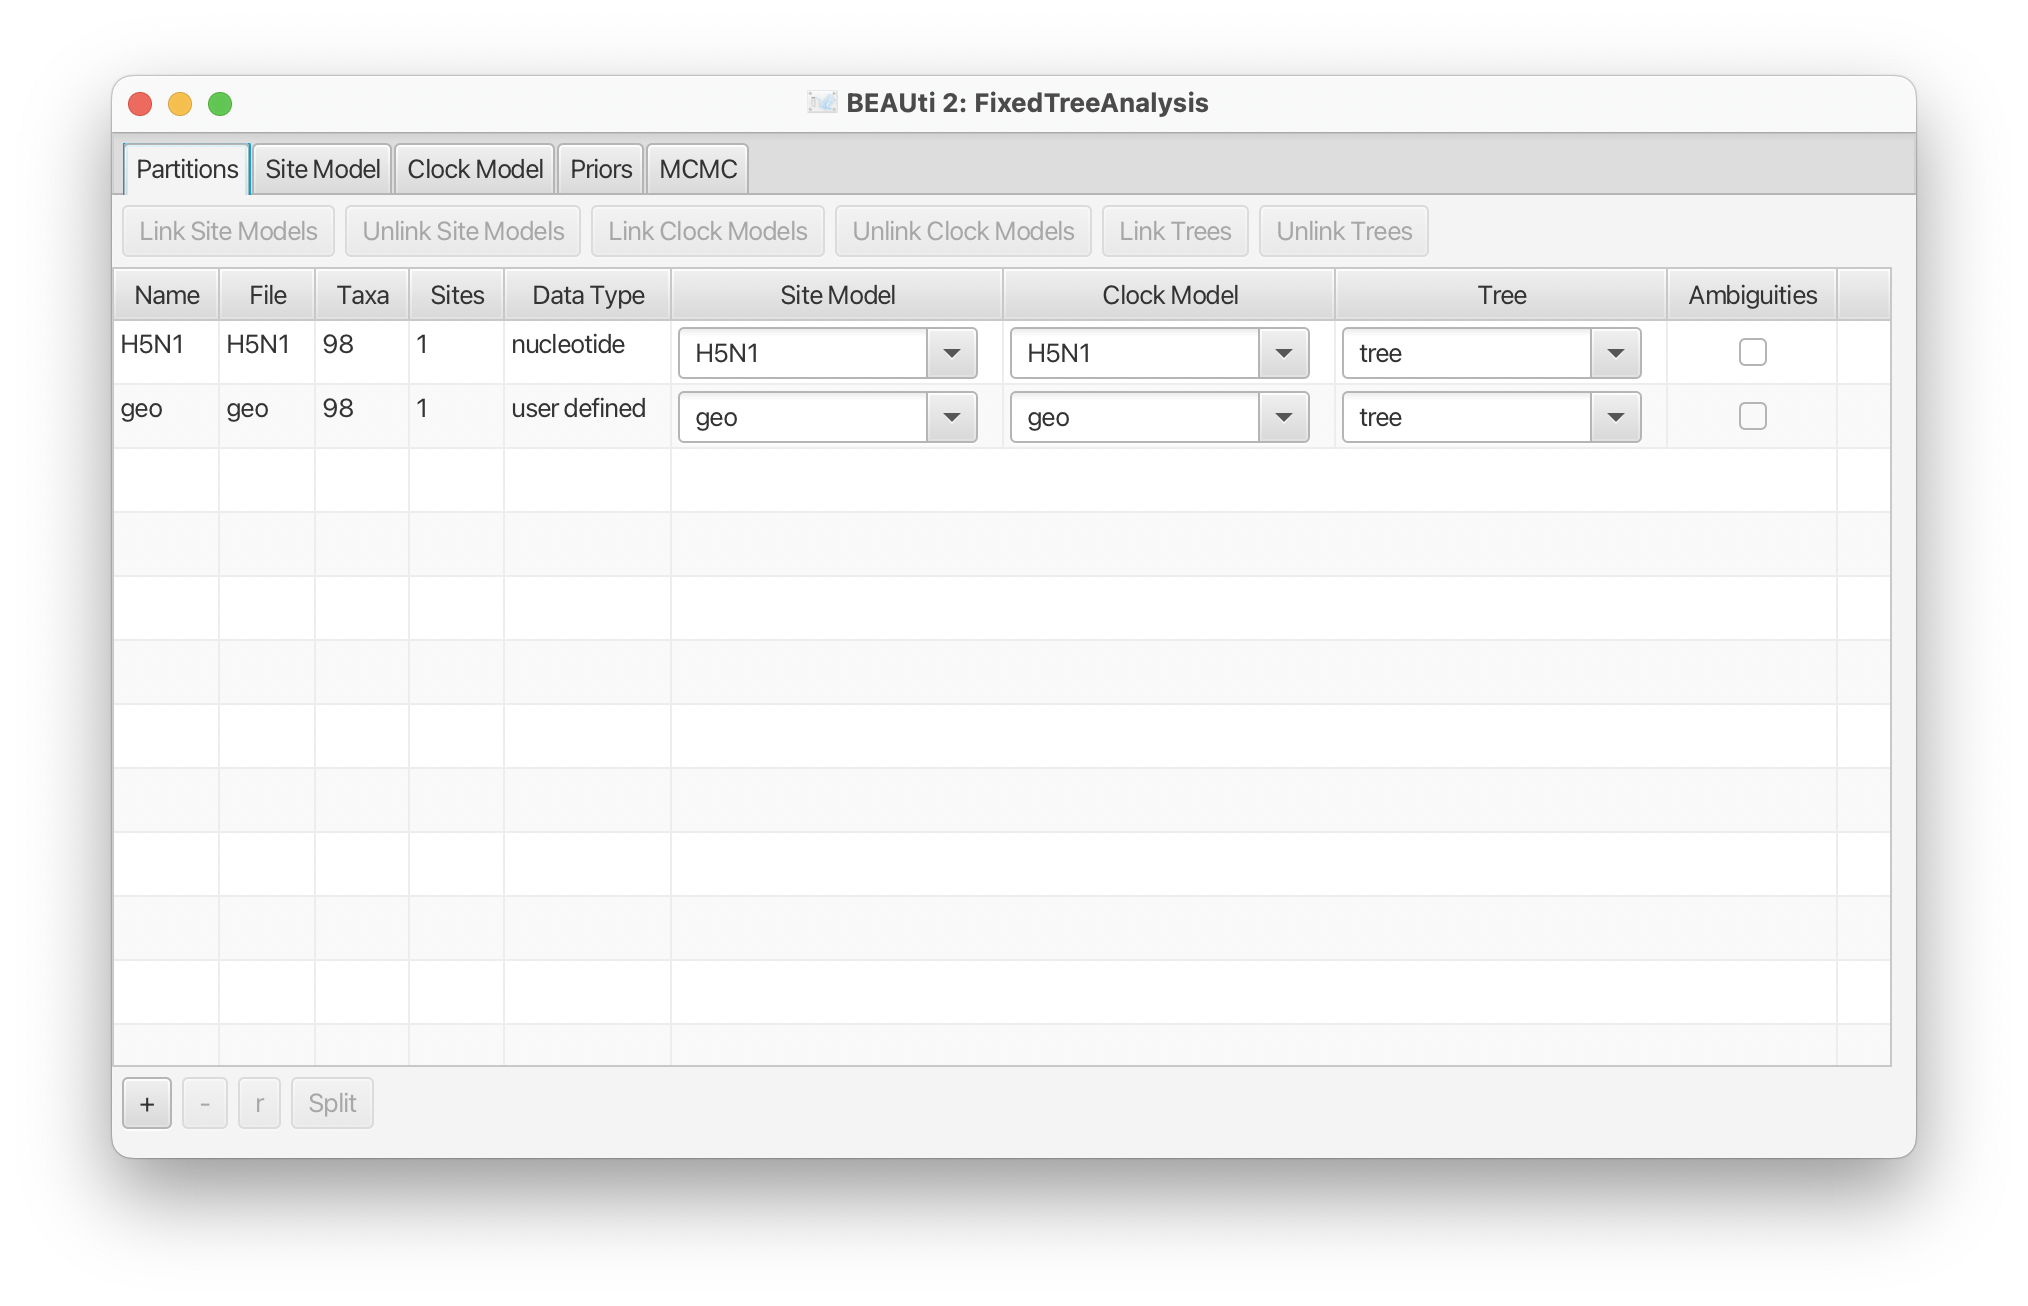 BEAUti 2: FixedTreeAnalysis
Partitions Site Model Clock Model Priors MCMC
Link Site Models Unlink Site Models Link Clock Models Unlink Clock Models Link Trees Unlink Trees
Name File Taxa Sites Data Type Site Model Clock Model Tree Ambiguities
H5N1 H5N1 98 1 nucleotide H5N1 H5N1 tree
geo geo 98 1 user defined geo geo tree
+ - r Split